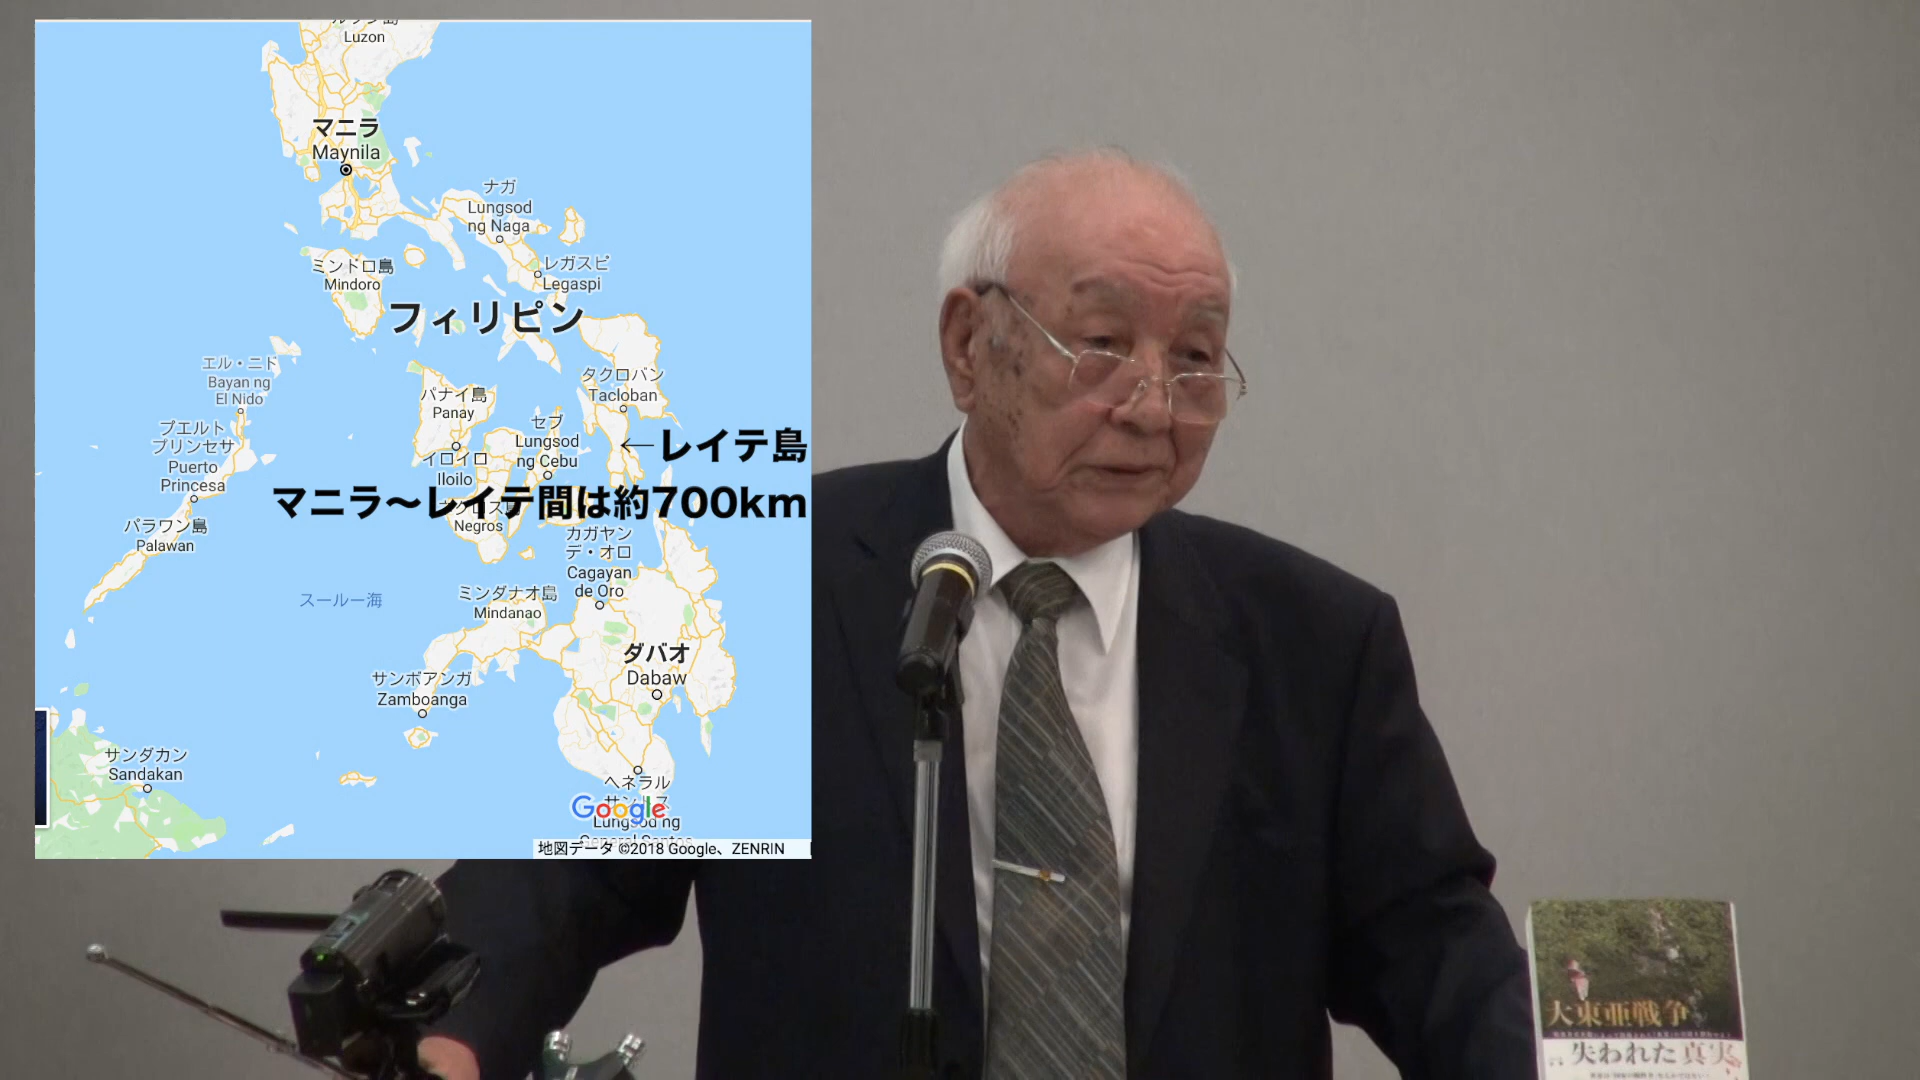 Luzon
マニラ
Maynila
ナガ
Lungsod
ng Naga
レガスピ
Legaspi
ミンドロ島
Mindoro
フィリピン
エル・ニド
Bayan ng
El Nido
タクロバン
Tacloban
パナイ島
Panay
セブ
Lungsod
ng Cebu
プエルト
プリンセサ
Puerto
Princesa
←レイテ島
イロイロ
Iloilo
マニラ〜レイテ間は約700km
Negros
パラワン島
Palawan
カガヤン
デ・オロ
Cagayan
de Oro
スールー海
ミンダナオ島
Mindanao
ダバオ
Dabaw
サンボアンガ
Zamboanga
サンダカン
Sandakan
ヘネラル
Google
Lungsod ng
General Santos
地図データ ©2018 Google、ZENRIN
大東亜戦争
失われた真実